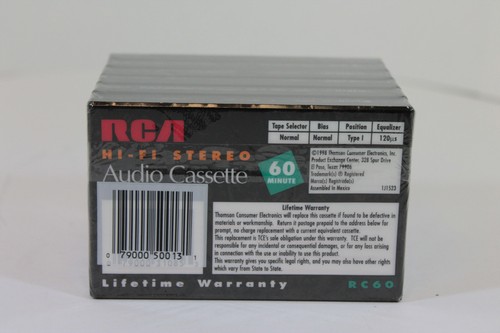 RCA
HI-FI STEREO
Audio Cassette
60
MINUTE
Tape Selector Bias Position Equalizer
Normal Normal Type I 120µs
©1998 Thomson Consumer Electronics, Inc.
Product Exchange Center, 32B Spur Drive
El Paso, Texas 79906
Marca(s) Registrada(s)
Trademark(s) Registered
Assembled in Mexico 1J1523
Lifetime Warranty
Thomson Consumer Electronics will replace this cassette if found to be defective in
materials or workmanship. Return it postage prepaid to the address above for
prompt, no charge replacement with a current equivalent cassette.
This replacement is TCE's sole obligation under this warranty. TCE will not be
responsible for any incidental or consequential damages, or for any loss arising
in connection with the use or inability to use this product.
This warranty gives you specific legal rights, and you may also have other rights
which vary from State to State.
0 79000 50013 1
Lifetime Warranty RC60